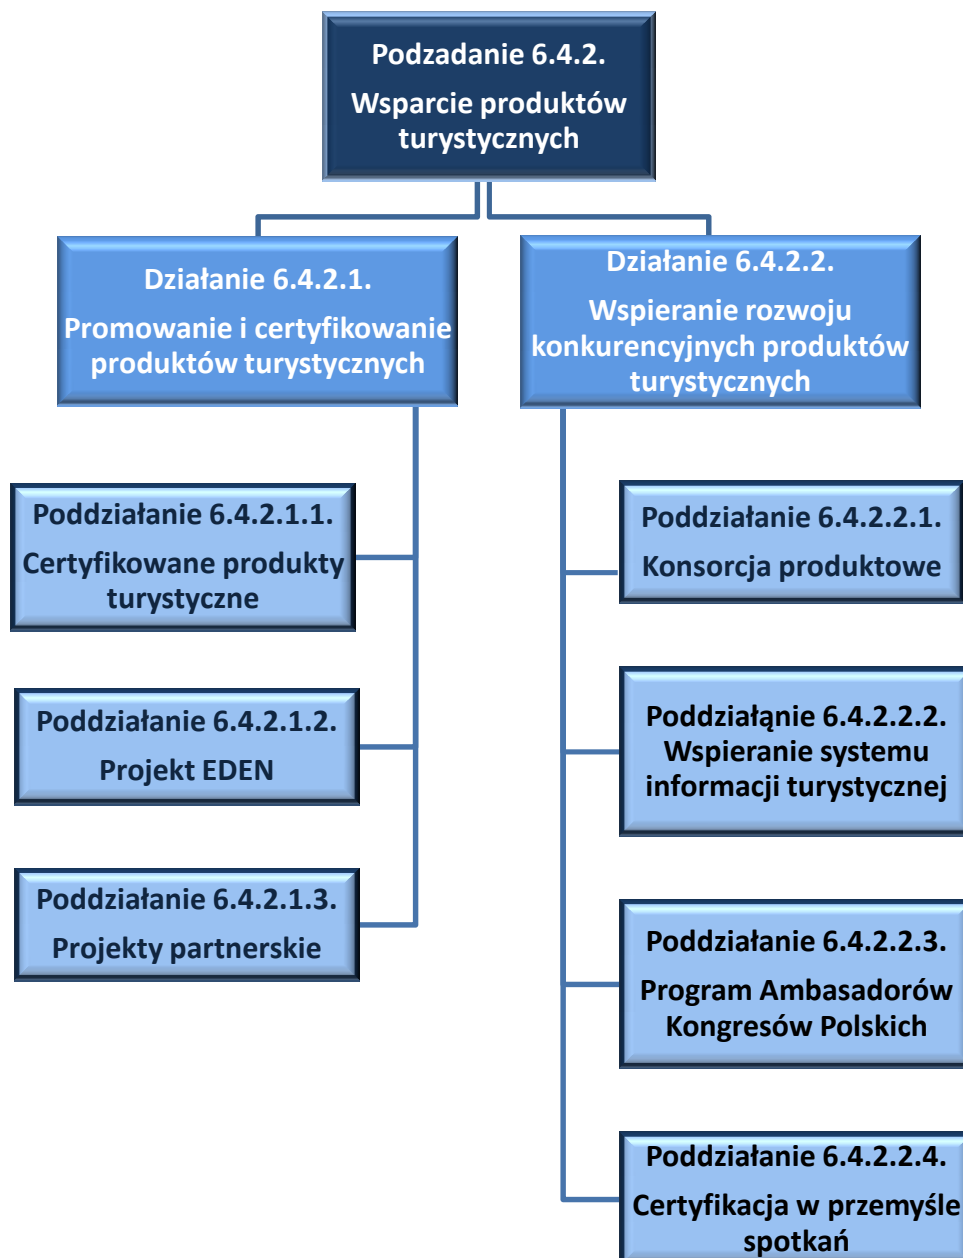 Podzadanie 6.4.2.
Wsparcie produktów
turystycznych
Działanie 6.4.2.1.
Promowanie i certyfikowanie
produktów turystycznych
Działanie 6.4.2.2.
Wspieranie rozwoju
konkurencyjnych produktów
turystycznych
Poddziałanie 6.4.2.1.1.
Certyfikowane produkty
turystyczne
Poddziałanie 6.4.2.1.2.
Projekt EDEN
Poddziałanie 6.4.2.1.3.
Projekty partnerskie
Poddziałanie 6.4.2.2.1.
Konsorcja produktowe
Poddziałąnie 6.4.2.2.2.
Wspieranie systemu
informacji turystycznej
Poddziałanie 6.4.2.2.3.
Program Ambasadorów
Kongresów Polskich
Poddziałanie 6.4.2.2.4.
Certyfikacja w przemyśle
spotkań